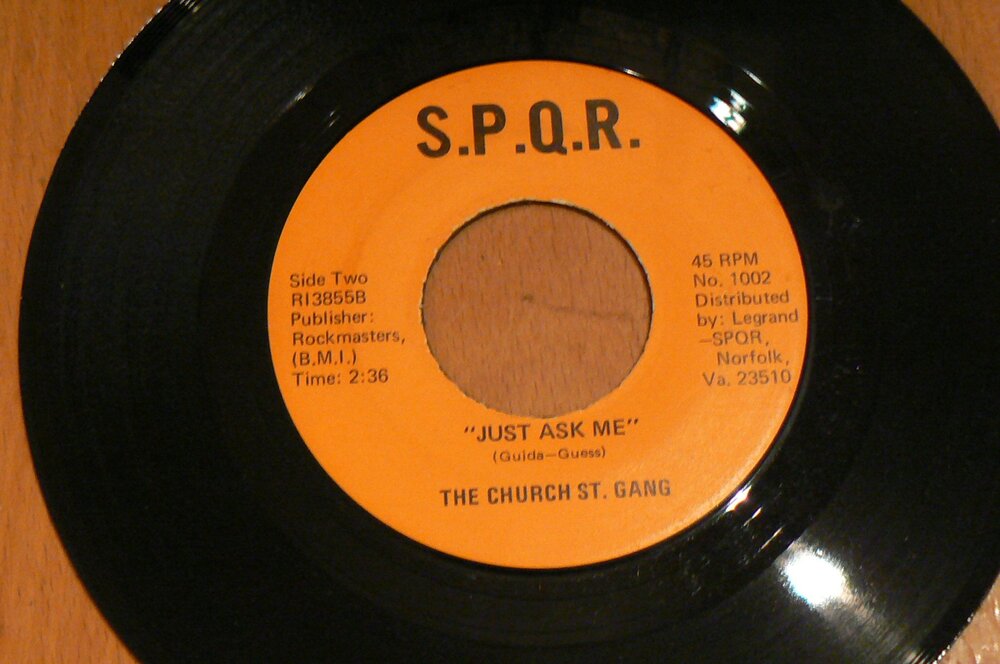 S.P.Q.R.
Side Two
RI3855B
Publisher:
Rockmasters,
(B.M.I.)
Time: 2:36
45 RPM
No. 1002
Distributed
by: Legrand
—SPQR,
Norfolk,
Va. 23510
"JUST ASK ME"
(Guida—Guess)
THE CHURCH ST. GANG